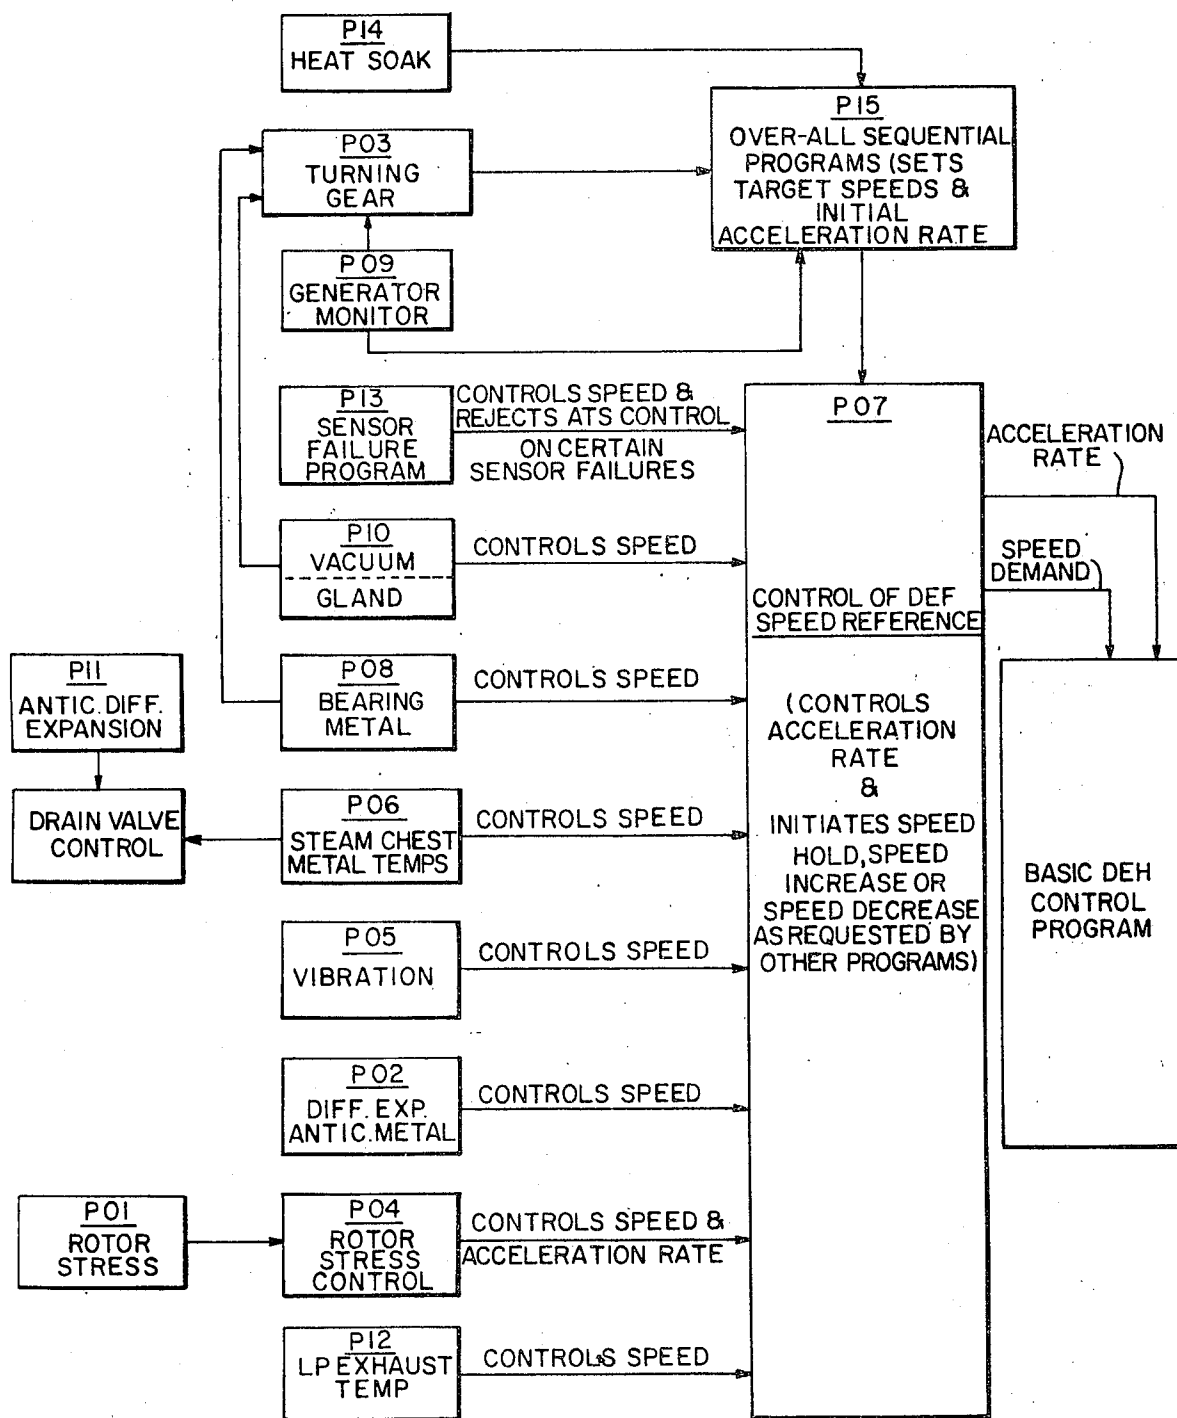 P14
HEAT SOAK
P15
OVER-ALL SEQUENTIAL
PROGRAMS (SETS
TARGET SPEEDS &
INITIAL
ACCELERATION RATE
P03
TURNING
GEAR
P09
GENERATOR
MONITOR
P13
SENSOR
FAILURE
PROGRAM
CONTROLS SPEED &
REJECTS ATS CONTROL
ON CERTAIN
SENSOR FAILURES
P07
CONTROL OF DEF
SPEED REFERENCE
(CONTROLS
ACCELERATION
RATE
&
INITIATES SPEED
HOLD, SPEED
INCREASE OR
SPEED DECREASE
AS REQUESTED BY
OTHER PROGRAMS)
ACCELERATION
RATE
SPEED
DEMAND
P10
VACUUM
GLAND
CONTROLS SPEED
P11
ANTIC. DIFF.
EXPANSION
P08
BEARING
METAL
CONTROLS SPEED
DRAIN VALVE
CONTROL
P06
STEAM CHEST
METAL TEMPS
CONTROLS SPEED
BASIC DEH
CONTROL
PROGRAM
P05
VIBRATION
CONTROLS SPEED
P02
DIFF. EXP.
ANTIC. METAL
CONTROLS SPEED
P01
ROTOR
STRESS
P04
ROTOR
STRESS
CONTROL
CONTROLS SPEED &
ACCELERATION RATE
P12
LP EXHAUST
TEMP
CONTROLS SPEED